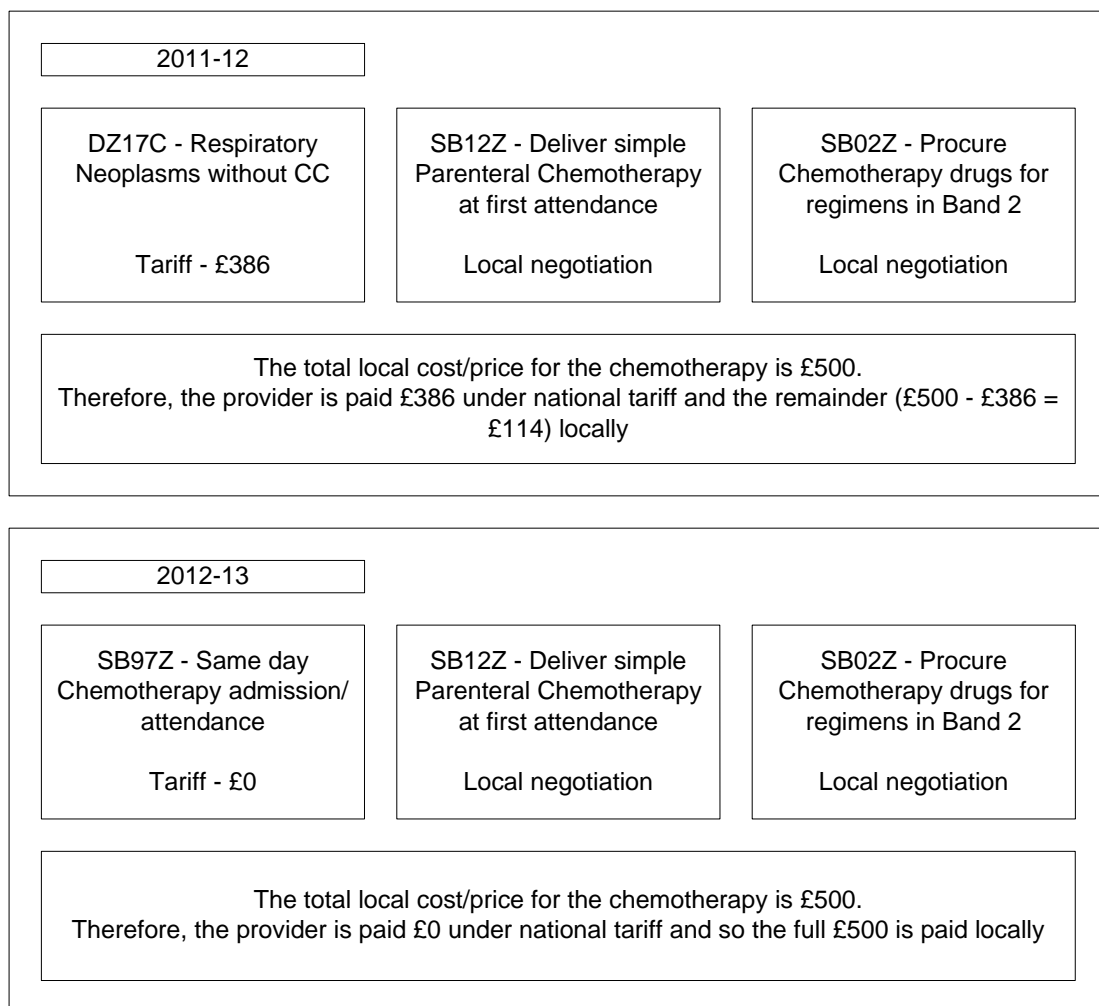 2011-12
DZ17C - Respiratory
Neoplasms without CC
Tariff - £386
SB12Z - Deliver simple
Parenteral Chemotherapy
at first attendance
Local negotiation
SB02Z - Procure
Chemotherapy drugs for
regimens in Band 2
Local negotiation
The total local cost/price for the chemotherapy is £500.
Therefore, the provider is paid £386 under national tariff and the remainder (£500 - £386 =
£114) locally
2012-13
SB97Z - Same day
Chemotherapy admission/
attendance
Tariff - £0
SB12Z - Deliver simple
Parenteral Chemotherapy
at first attendance
Local negotiation
SB02Z - Procure
Chemotherapy drugs for
regimens in Band 2
Local negotiation
The total local cost/price for the chemotherapy is £500.
Therefore, the provider is paid £0 under national tariff and so the full £500 is paid locally